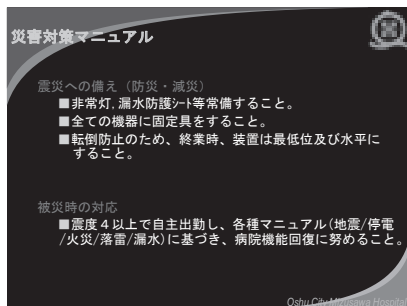 災害対策マニュアル
震災への備え（防災・減災）
■非常灯,漏水防護ｼｰﾄ等常備すること。
■全ての機器に固定具をすること。
■転倒防止のため、終業時、装置は最低位及び水平に
すること。
被災時の対応
■震度４以上で自主出勤し、各種マニュアル(地震/停電
/火災/落雷/漏水)に基づき、病院機能回復に努めること。
Oshu City Mizusawa Hospital